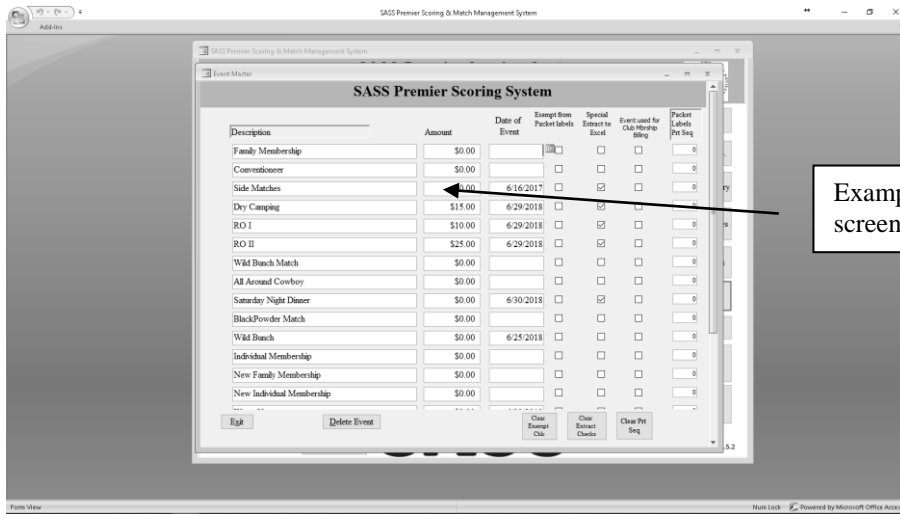 SASS Premier Scoring & Match Management System
Add-Ins
SASS Premier Scoring & Match Management System
Event Master
SASS Premier Scoring System
Description Amount Date of Event Exempt from Packet labels Special Extract to Excel Event used for Club Mbrship Billing Packet Labels Prt Seq
Family Membership $0.00 0
Conventioneer $0.00 0
Side Matches 0.00 6/16/2017 0
Dry Camping $15.00 6/29/2018 0
RO I $10.00 6/29/2018 0
RO II $25.00 6/29/2018 0
Wild Bunch Match $0.00 0
All Around Cowboy $0.00 0
Saturday Night Dinner $0.00 6/30/2018 0
BlackPowder Match $0.00 0
Wild Bunch $0.00 6/25/2018 0
Individual Membership $0.00 0
New Family Membership $0.00 0
New Individual Membership $0.00 0
Exit Delete Event Clear Exempt Chk Clear Extract Checks Clear Prt Seq
.5.2
Examp
screen
Form View Num Lock Powered by Microsoft Office Acce